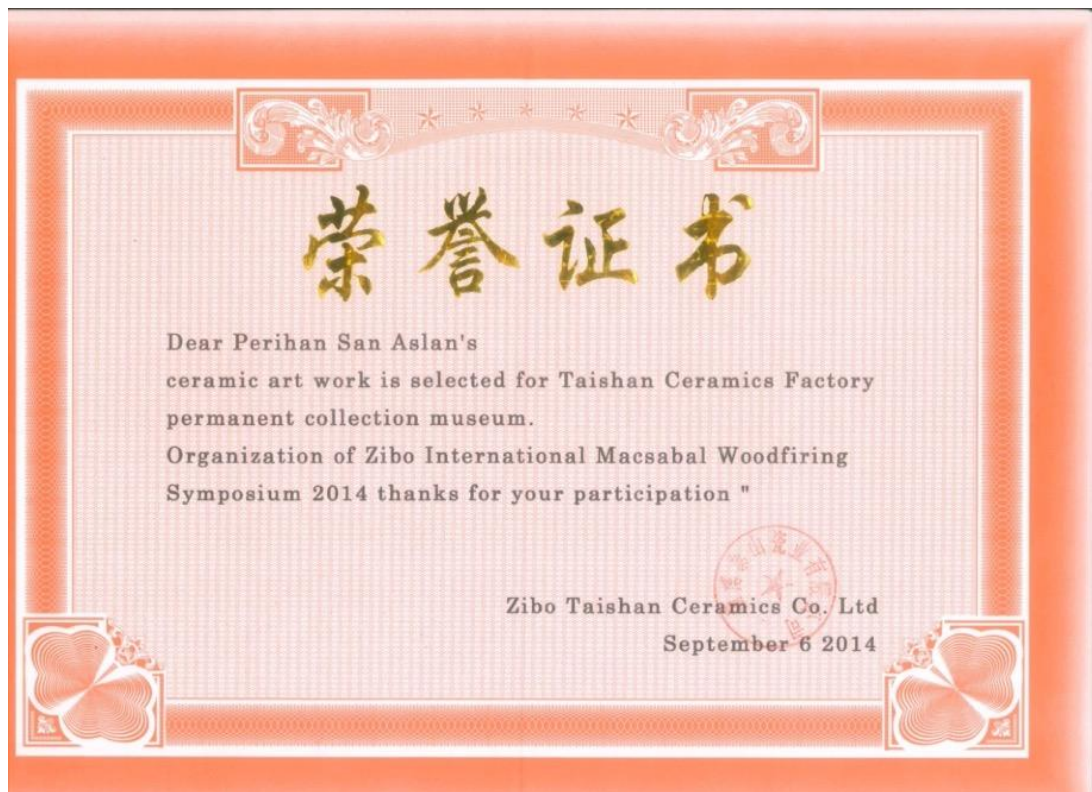 荣誉证书
Dear Perihan San Aslan's
ceramic art work is selected for Taishan Ceramics Factory
permanent collection museum.
Organization of Zibo International Macsabal Woodfiring
Symposium 2014 thanks for your participation "
Zibo Taishan Ceramics Co. Ltd
September 6 2014